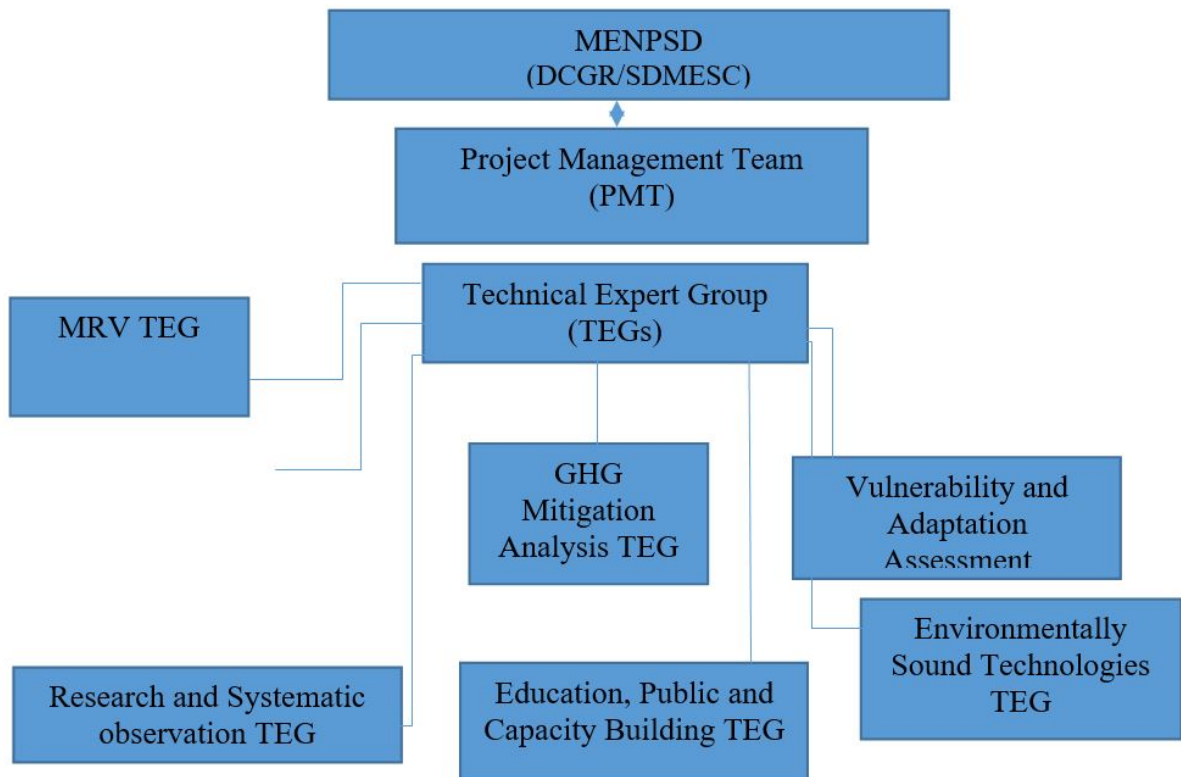 MENPSD
(DCGR/SDMESC)
Project Management Team
(PMT)
Technical Expert Group
(TEGs)
MRV TEG
GHG
Mitigation
Analysis TEG
Vulnerability and
Adaptation
Assessment
Environmentally
Sound Technologies
TEG
Research and Systematic
observation TEG
Education, Public and
Capacity Building TEG